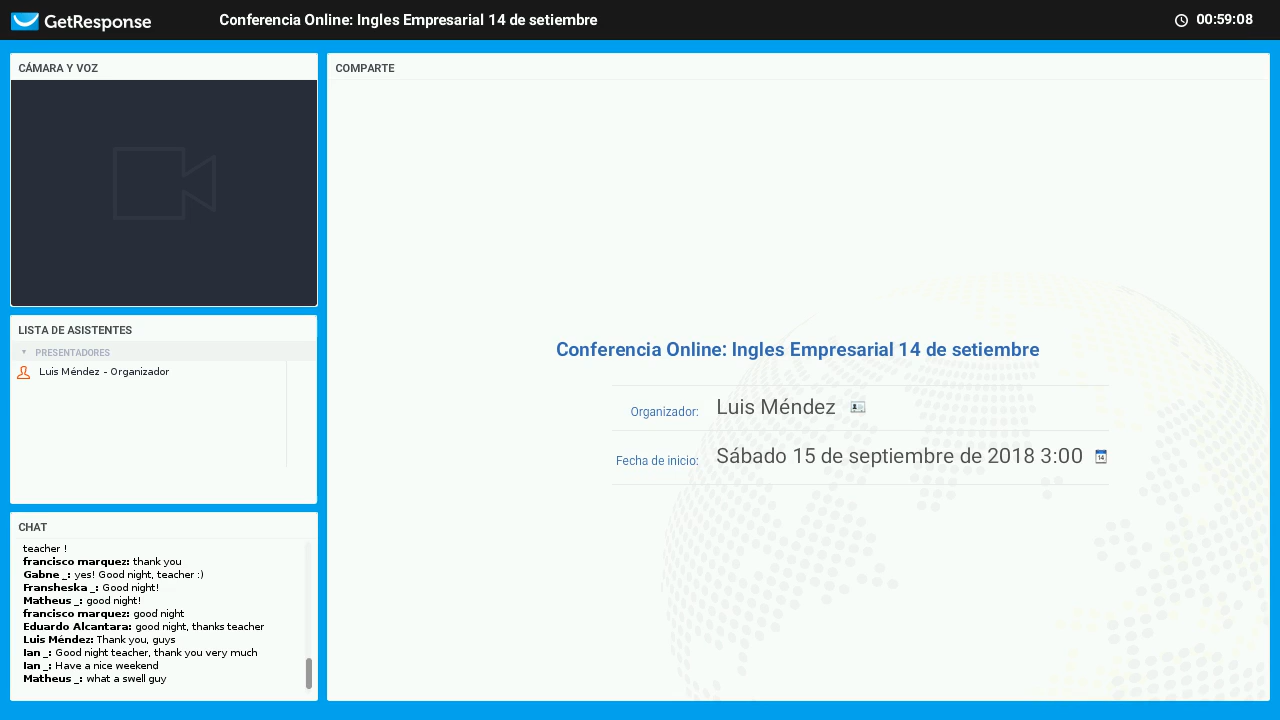 GetResponse
Conferencia Online: Ingles Empresarial 14 de setiembre
00:59:08
CÁMARA Y VOZ
LISTA DE ASISTENTES
PRESENTADORES
Luis Méndez - Organizador
CHAT
teacher !
francisco marquez: thank you
Gabne _: yes! Good night, teacher :)
Fransheska _: Good night!
Matheus _: good night!
francisco marquez: good night
Eduardo Alcantara: good night, thanks teacher
Luis Méndez: Thank you, guys
Ian _: Good night teacher, thank you very much
Ian _: Have a nice weekend
Matheus _: what a swell guy
COMPARTE
Conferencia Online: Ingles Empresarial 14 de setiembre
Organizador: Luis Méndez
Fecha de inicio: Sábado 15 de septiembre de 2018 3:00
14